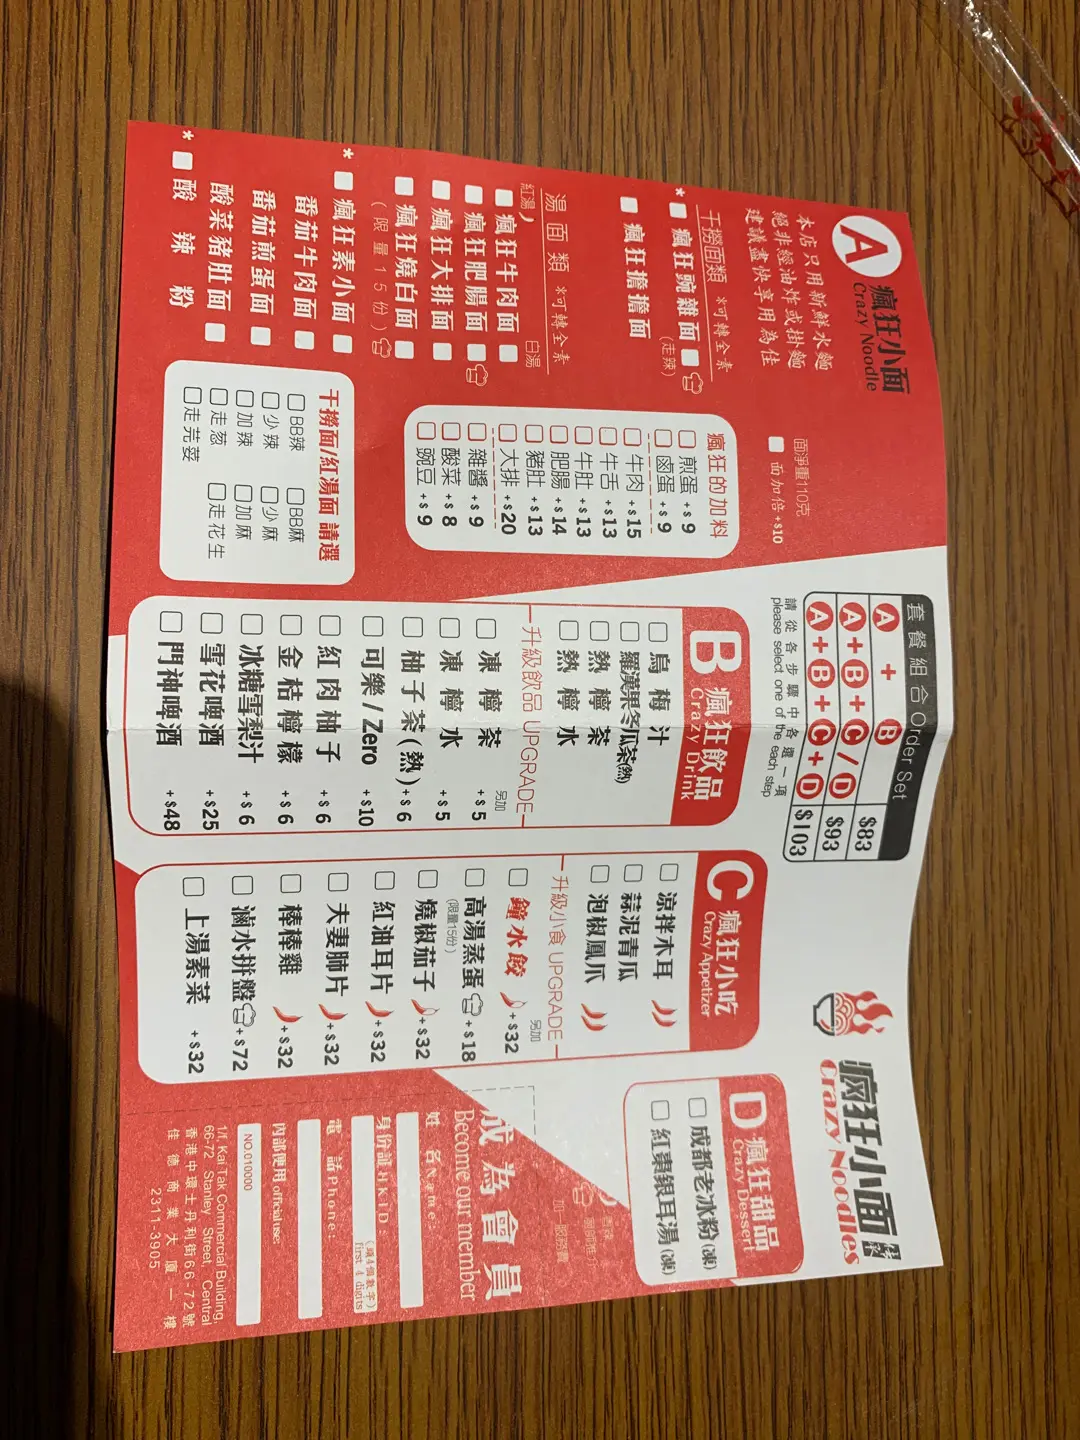 A 瘋狂小面
Crazy Noodle
本店只用新鮮水麵
絕非經油炸或掛麵
建議盡快享用為佳
面淨重110克
面加倍 +$10
干撈面類 *可轉全素
(走辣)
* 瘋狂豌雜面
瘋狂擔擔面
湯面類 *可轉全素
紅湯 白湯
瘋狂牛肉面
瘋狂肥腸面
瘋狂大排面
瘋狂燒白面
(限量15份)
* 瘋狂素小面
番茄牛肉面
番茄煎蛋面
酸菜豬肚面
* 酸辣粉
瘋狂的加料
煎蛋 +$9
鹵蛋 +$9
牛肉 +$15
牛舌 +$13
牛肚 +$13
肥腸 +$14
豬肚 +$13
大排 +$20
雜醬 +$9
酸菜 +$8
豌豆 +$9
干撈面/紅湯面 請選
BB辣 BB麻
少辣 少麻
加辣 加麻
走葱 走花生
走芫荽
套餐組合 Order Set
A + B $83
A+B+C/D $93
A+B+C+D $103
請從各步驟中各選一項
please select one of the each step
B 瘋狂飲品
Crazy Drink
烏梅汁
羅漢果冬瓜茶(熱)
熱檸茶
熱檸水
升級飲品 UPGRADE
另加
凍檸茶 +$5
凍檸水 +$5
柚子茶(熱) +$6
可樂/Zero +$10
紅肉柚子 +$6
金桔檸檬 +$6
冰糖雪梨汁 +$6
雪花啤酒 +$25
門神啤酒 +$48
C 瘋狂小吃
Crazy Appetizer
涼拌木耳
蒜泥青瓜
泡椒鳳爪
升級小食 UPGRADE
另加
鐘水餃 +$32
高湯蒸蛋 +$18
(限量15份)
燒椒茄子 +$32
紅油耳片 +$32
夫妻肺片 +$32
棒棒雞 +$32
滷水拼盤 +$72
上湯素菜 +$32
瘋狂小面
Crazy Noodles
D 瘋狂甜品
Crazy Dessert
成都老冰粉(凍)
紅棗銀耳湯(凍)
加一服務費
成為會員
Become our member
姓名 Name:
身份証HKID:
(頭4個數字)
first 4 digits
電話Phone:
內部使用 official use:
NO.010000
1/f, Kai Tak Commercial Building,
66-72 Stanley Street, Central
香港中環士丹利街66-72號
佳德商業大廈一樓
2311-3905